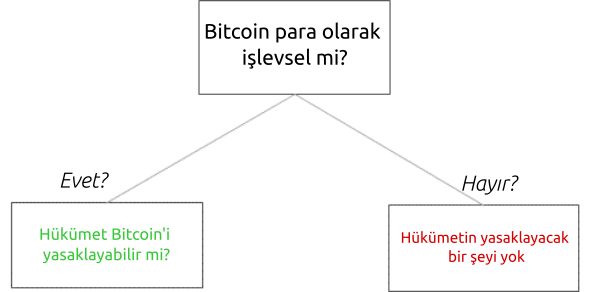 Bitcoin para olarak
işlevsel mi?
Evet?
Hayır?
Hükümet Bitcoin'i
yasaklayabilir mi?
Hükümetin yasaklayacak
bir şeyi yok